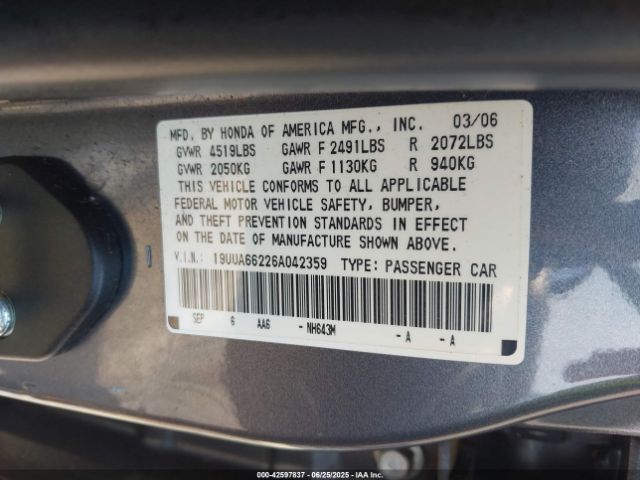 MFD. BY HONDA OF AMERICA MFG., INC. 03/06
GVWR 4519LBS GAWR F 2491LBS R 2072LBS
GVWR 2050KG GAWR F 1130KG R 940KG
THIS VEHICLE CONFORMS TO ALL APPLICABLE
FEDERAL MOTOR VEHICLE SAFETY, BUMPER,
AND THEFT PREVENTION STANDARDS IN EFFECT
ON THE DATE OF MANUFACTURE SHOWN ABOVE.
V.I.N.: 19UUA66226A042359 TYPE: PASSENGER CAR
SEP 6 AA6 -NH643M -A -A
000-42597837 - 06/25/2025 - IAA Inc.